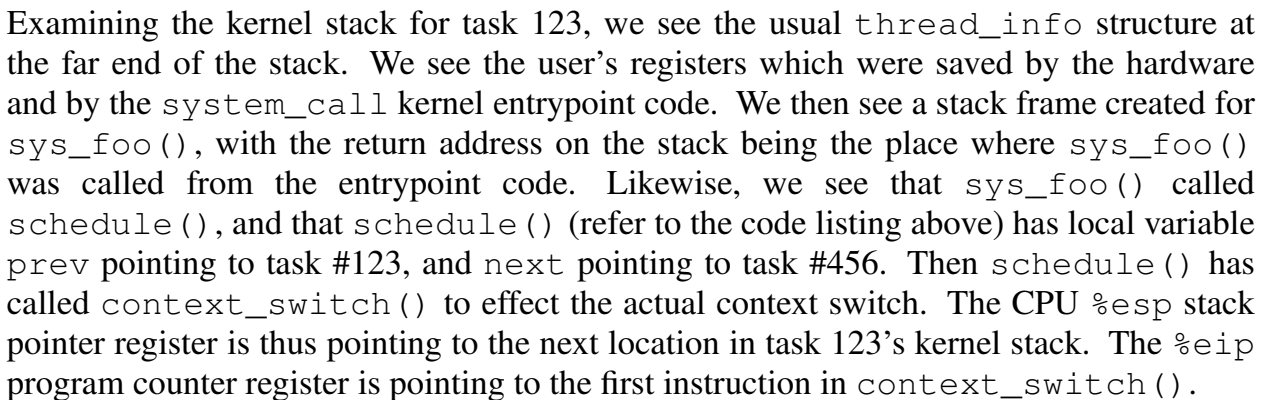 Examining the kernel stack for task 123, we see the usual thread_info structure at
the far end of the stack. We see the user's registers which were saved by the hardware
and by the system_call kernel entrypoint code. We then see a stack frame created for
sys_foo(), with the return address on the stack being the place where sys_foo()
was called from the entrypoint code. Likewise, we see that sys_foo() called
schedule(), and that schedule() (refer to the code listing above) has local variable
prev pointing to task #123, and next pointing to task #456. Then schedule() has
called context_switch() to effect the actual context switch. The CPU %esp stack
pointer register is thus pointing to the next location in task 123's kernel stack. The %eip
program counter register is pointing to the first instruction in context_switch().